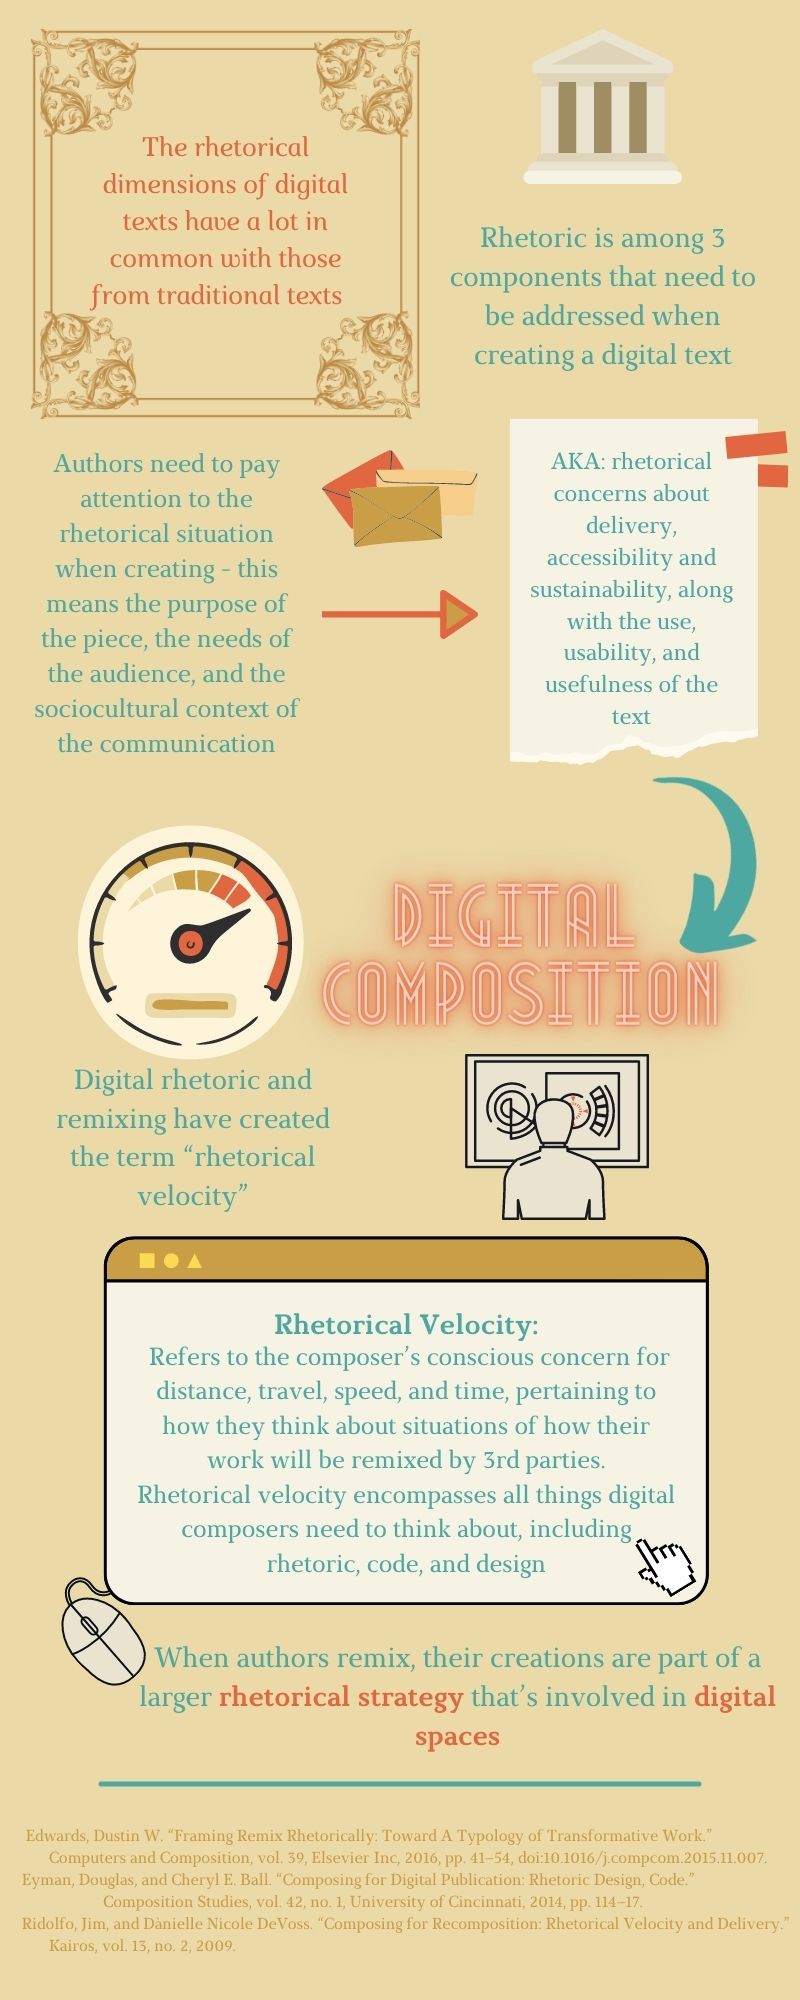 The rhetorical
dimensions of digital
texts have a lot in
common with those
from traditional texts
Rhetoric is among 3
components that need to
be addressed when
creating a digital text
Authors need to pay
attention to the
rhetorical situation
when creating - this
means the purpose of
the piece, the needs of
the audience, and the
sociocultural context of
the communication
AKA: rhetorical
concerns about
delivery,
accessibility and
sustainability, along
with the use,
usability, and
usefulness of the
text
DIGITAL
COMPOSITION
Digital rhetoric and
remixing have created
the term “rhetorical
velocity”
Rhetorical Velocity:
Refers to the composer’s conscious concern for
distance, travel, speed, and time, pertaining to
how they think about situations of how their
work will be remixed by 3rd parties.
Rhetorical velocity encompasses all things digital
composers need to think about, including
rhetoric, code, and design
When authors remix, their creations are part of a
larger rhetorical strategy that’s involved in digital
spaces
Edwards, Dustin W. “Framing Remix Rhetorically: Toward A Typology of Transformative Work.”
Computers and Composition, vol. 39, Elsevier Inc, 2016, pp. 41–54, doi:10.1016/j.compcom.2015.11.007.
Eyman, Douglas, and Cheryl E. Ball. “Composing for Digital Publication: Rhetoric Design, Code.”
Composition Studies, vol. 42, no. 1, University of Cincinnati, 2014, pp. 114–17.
Ridolfo, Jim, and Dànielle Nicole DeVoss. “Composing for Recomposition: Rhetorical Velocity and Delivery.”
Kairos, vol. 13, no. 2, 2009.